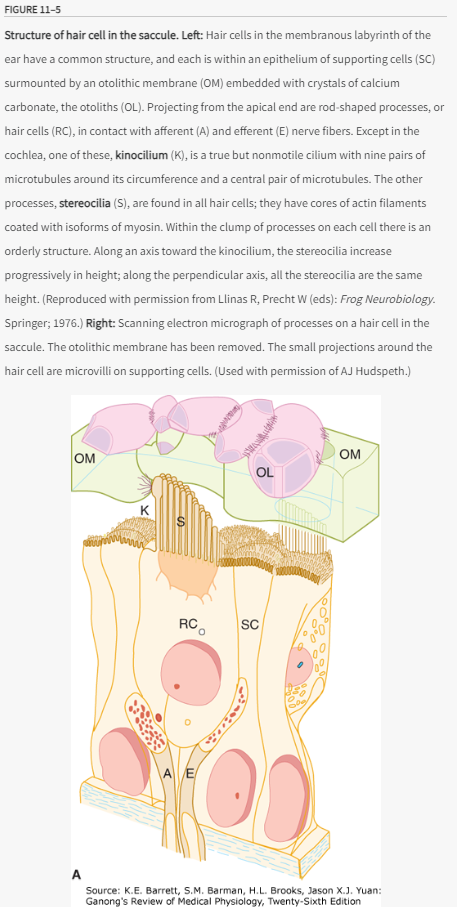 FIGURE 11–5
Structure of hair cell in the saccule. Left: Hair cells in the membranous labyrinth of the
ear have a common structure, and each is within an epithelium of supporting cells (SC)
surmounted by an otolithic membrane (OM) embedded with crystals of calcium
carbonate, the otoliths (OL). Projecting from the apical end are rod-shaped processes, or
hair cells (RC), in contact with afferent (A) and efferent (E) nerve fibers. Except in the
cochlea, one of these, kinocilium (K), is a true but nonmotile cilium with nine pairs of
microtubules around its circumference and a central pair of microtubules. The other
processes, stereocilia (S), are found in all hair cells; they have cores of actin filaments
coated with isoforms of myosin. Within the clump of processes on each cell there is an
orderly structure. Along an axis toward the kinocilium, the stereocilia increase
progressively in height; along the perpendicular axis, all the stereocilia are the same
height. (Reproduced with permission from Llinas R, Precht W (eds): Frog Neurobiology.
Springer; 1976.) Right: Scanning electron micrograph of processes on a hair cell in the
saccule. The otolithic membrane has been removed. The small projections around the
hair cell are microvilli on supporting cells. (Used with permission of AJ Hudspeth.)
OM
OM
OL
K
S
RC
SC
A
E
A
Source: K.E. Barrett, S.M. Barman, H.L. Brooks, Jason X.J. Yuan:
Ganong's Review of Medical Physiology, Twenty-Sixth Edition